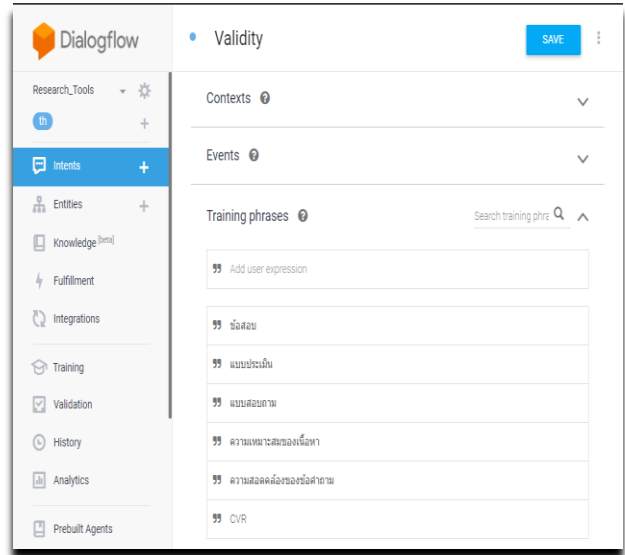 Dialogflow
Research_Tools
th
Intents
Entities
Knowledge [beta]
Fulfillment
Integrations
Training
Validation
History
Analytics
Prebuilt Agents
Validity
SAVE
Contexts
Events
Training phrases
Search training phra
Add user expression
ข้อสอบ
แบบประเมิน
แบบสอบถาม
ความเหมาะสมของเนื้อหา
ความสอดคล้องของข้อคำถาม
CVR